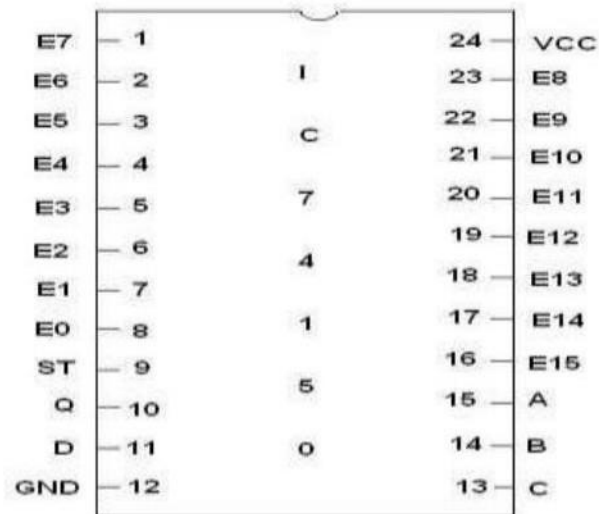 E7 1 I 24 VCC
E6 2 23 E8
E5 3 C 22 E9
E4 4 21 E10
E3 5 7 20 E11
E2 6 4 19 E12
E1 7 18 E13
E0 8 1 17 E14
ST 9 5 16 E15
Q 10 15 A
D 11 0 14 B
GND 12 13 C